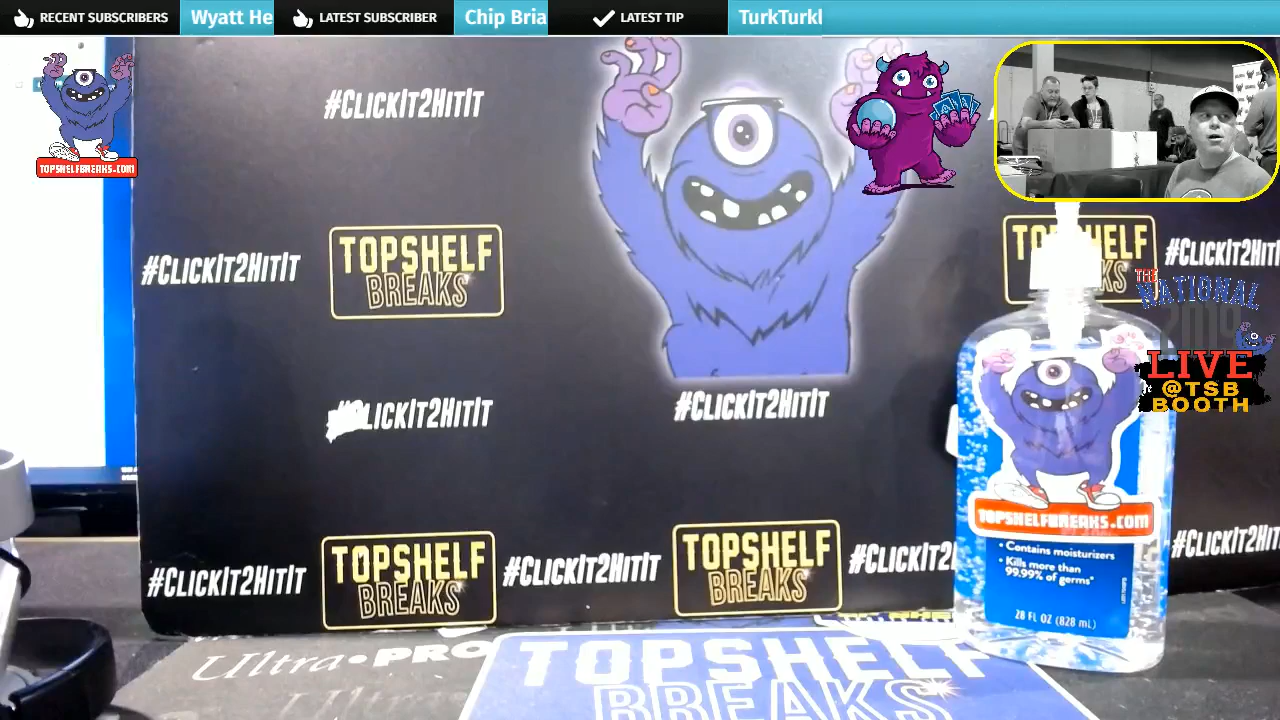 RECENT SUBSCRIBERS
Wyatt He
LATEST SUBSCRIBER
Chip Bria
LATEST TIP
TurkTurkl
#CLICKIT2HITIT
TOPSHELFBREAKS.COM
#CLICKIT2HITIT
TOPSHELF
BREAKS
TOPSHELF
BREAKS
#CLICKIT2HITIT
THE
NATIONAL
2019
LIVE
@TSB
BOOTH
#CLICKIT2HITIT
#CLICKIT2HITIT
TOPSHELFBREAKS.COM
• Contains moisturizers
• Kills more than
99.99% of germs*
28 FL OZ (828 mL)
#CLICKIT2HITIT
TOPSHELF
BREAKS
#CLICKIT2HITIT
TOPSHELF
BREAKS
#CLICKIT2HITIT
#CLICKIT2HITIT
Ultra•PRO
Ultra
TOPSHELF
BREAKS